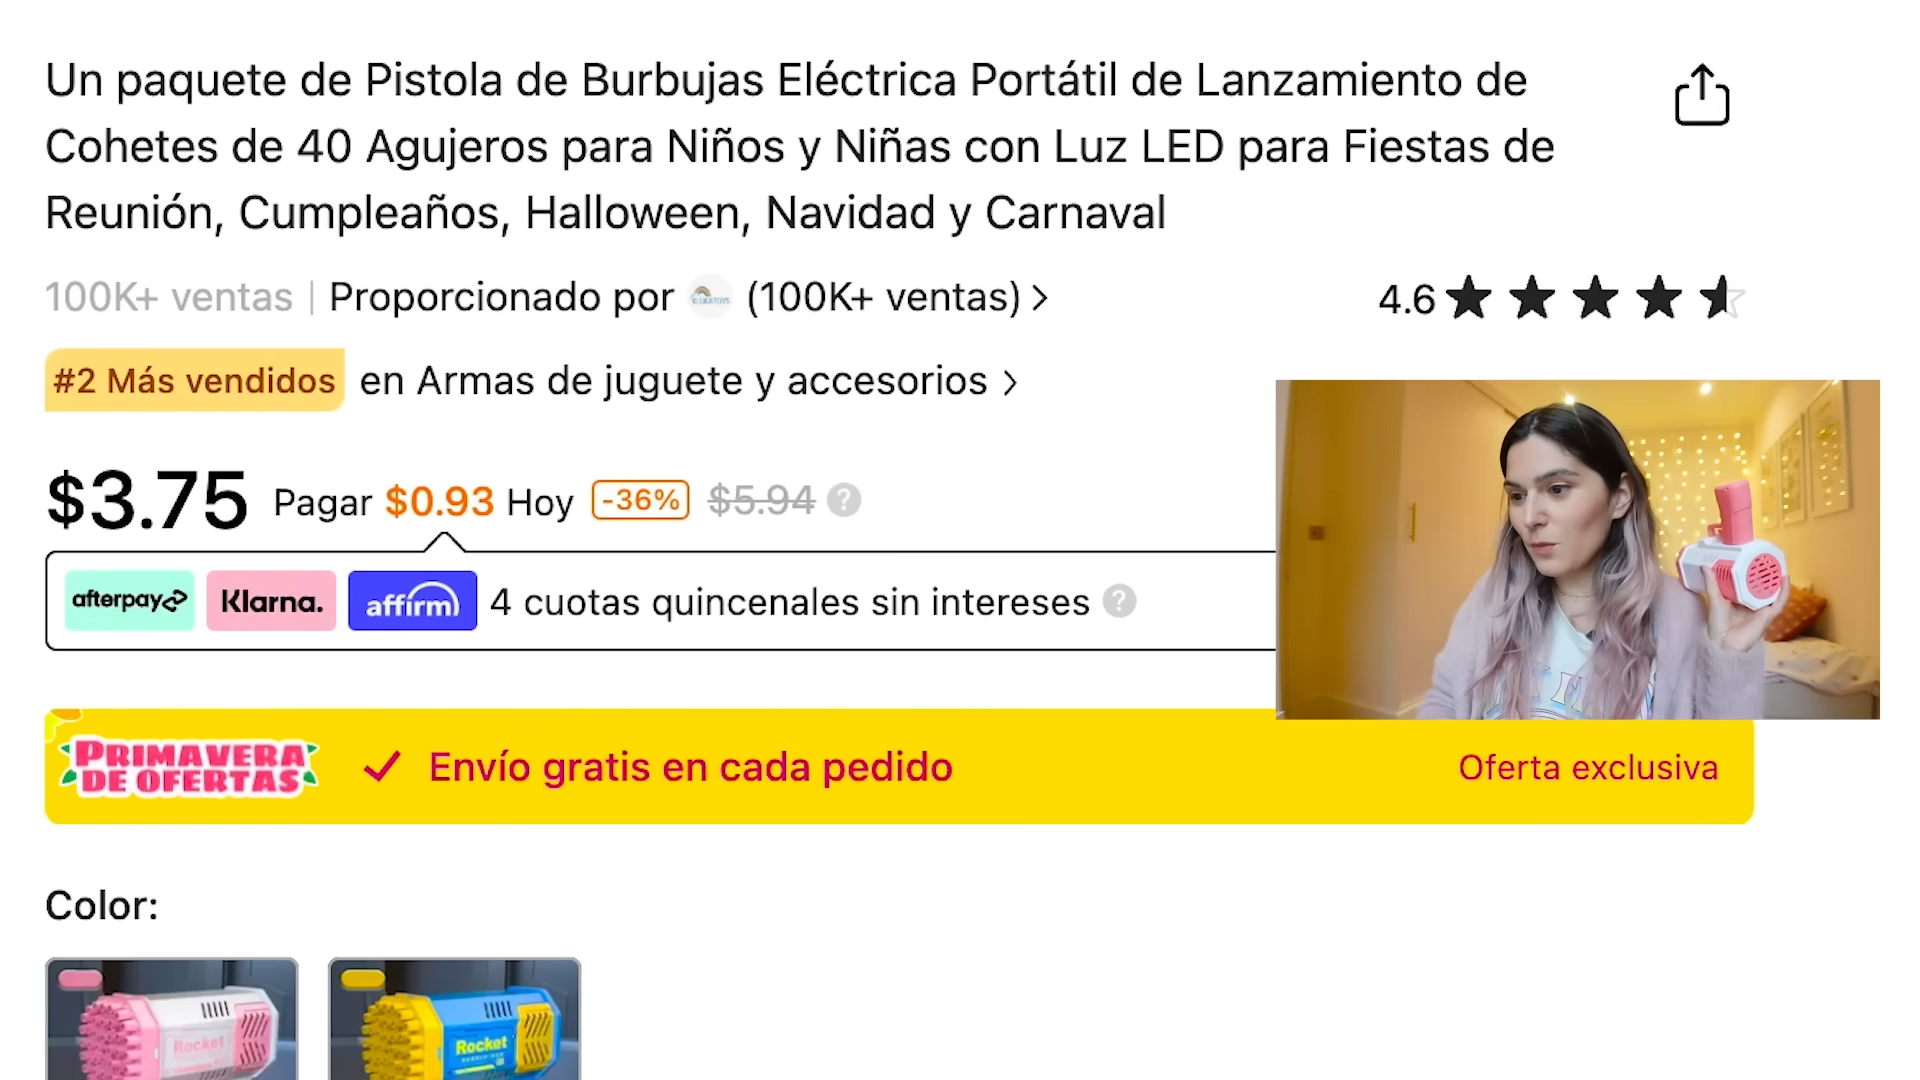 Un paquete de Pistola de Burbujas Eléctrica Portátil de Lanzamiento de
Cohetes de 40 Agujeros para Niños y Niñas con Luz LED para Fiestas de
Reunión, Cumpleaños, Halloween, Navidad y Carnaval
100K+ ventas | Proporcionado por (100K+ ventas) >
4.6
#2 Más vendidos en Armas de juguete y accesorios >
$3.75 Pagar $0.93 Hoy -36% $5.94 ?
afterpay Klarna. affirm 4 cuotas quincenales sin intereses ?
PRIMAVERA
DE OFERTAS
Envío gratis en cada pedido
Oferta exclusiva
Color:
Rocket
Rocket